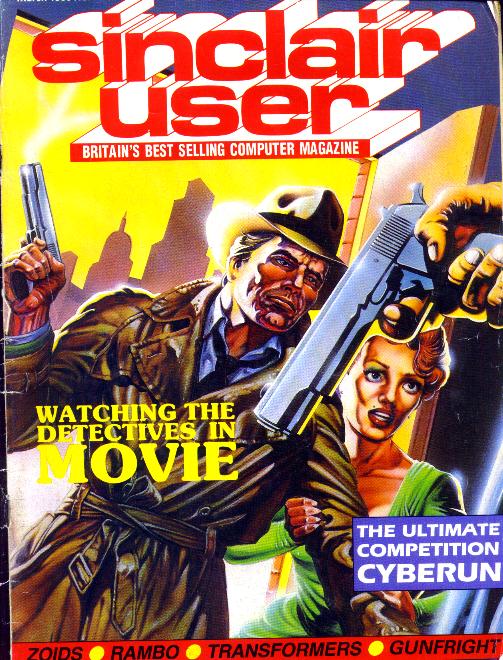 sinclair
user
BRITAIN'S BEST SELLING COMPUTER MAGAZINE
WATCHING THE
DETECTIVES IN
MOVIE
THE ULTIMATE
COMPETITION
CYBERUN
ZOIDS ● RAMBO ● TRANSFORMERS ● GUNFRIGHT